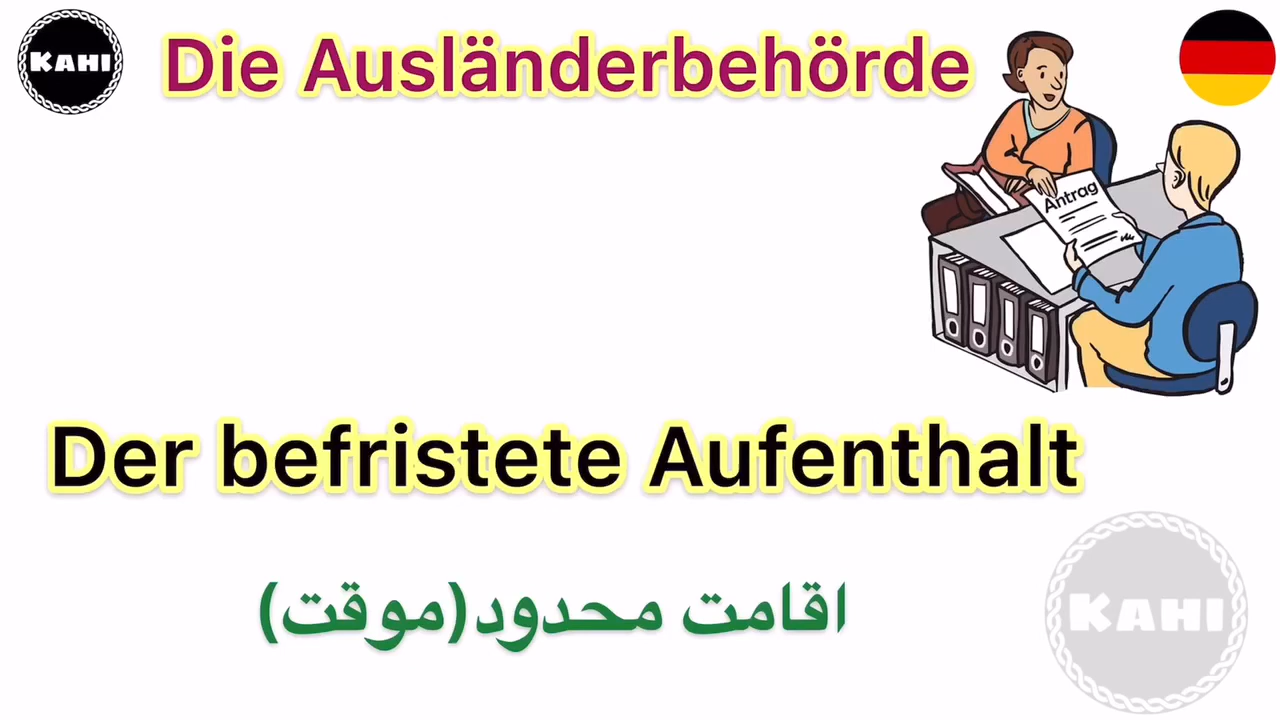 KAHI
Die Ausländerbehörde
Antrag
Der befristete Aufenthalt
اقامت محدود(موقت)
KAHI